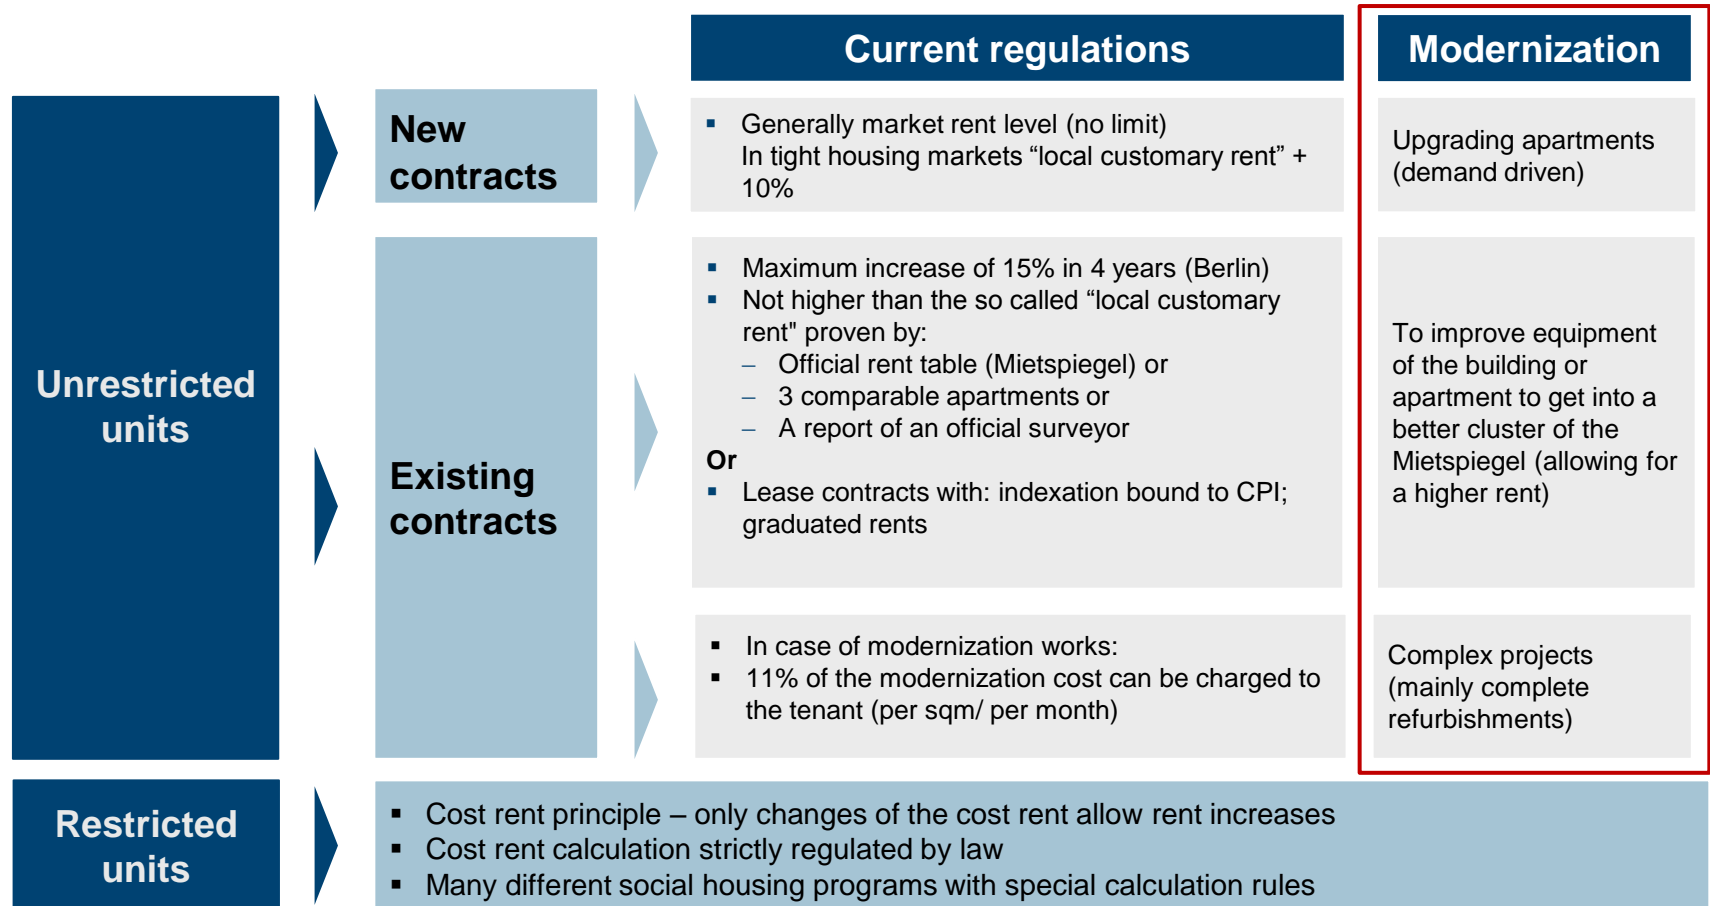 Current regulations
Modernization
Unrestricted
units
New
contracts
▪ Generally market rent level (no limit)
In tight housing markets “local customary rent” +
10%
Upgrading apartments
(demand driven)
Existing
contracts
▪ Maximum increase of 15% in 4 years (Berlin)
▪ Not higher than the so called “local customary
rent" proven by:
– Official rent table (Mietspiegel) or
– 3 comparable apartments or
– A report of an official surveyor
Or
▪ Lease contracts with: indexation bound to CPI;
graduated rents
To improve equipment
of the building or
apartment to get into a
better cluster of the
Mietspiegel (allowing for
a higher rent)
▪ In case of modernization works:
▪ 11% of the modernization cost can be charged to
the tenant (per sqm/ per month)
Complex projects
(mainly complete
refurbishments)
Restricted
units
▪ Cost rent principle – only changes of the cost rent allow rent increases
▪ Cost rent calculation strictly regulated by law
▪ Many different social housing programs with special calculation rules